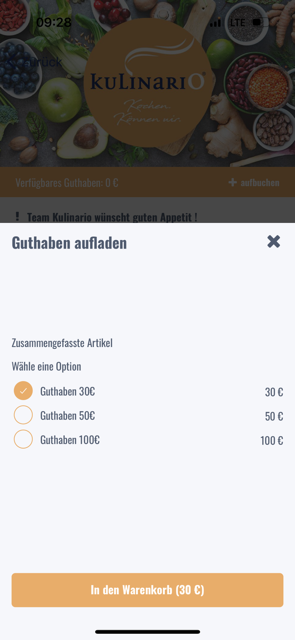 09:28
LTE
Zurück
kuLinariO
Verfügbares Guthaben: 0 €
+ aufbuchen
! Team Kulinario wünscht guten Appetit !
Guthaben aufladen
Zusammengefasste Artikel
Wähle eine Option
Guthaben 30€ 30 €
Guthaben 50€ 50 €
Guthaben 100€ 100 €
In den Warenkorb (30 €)